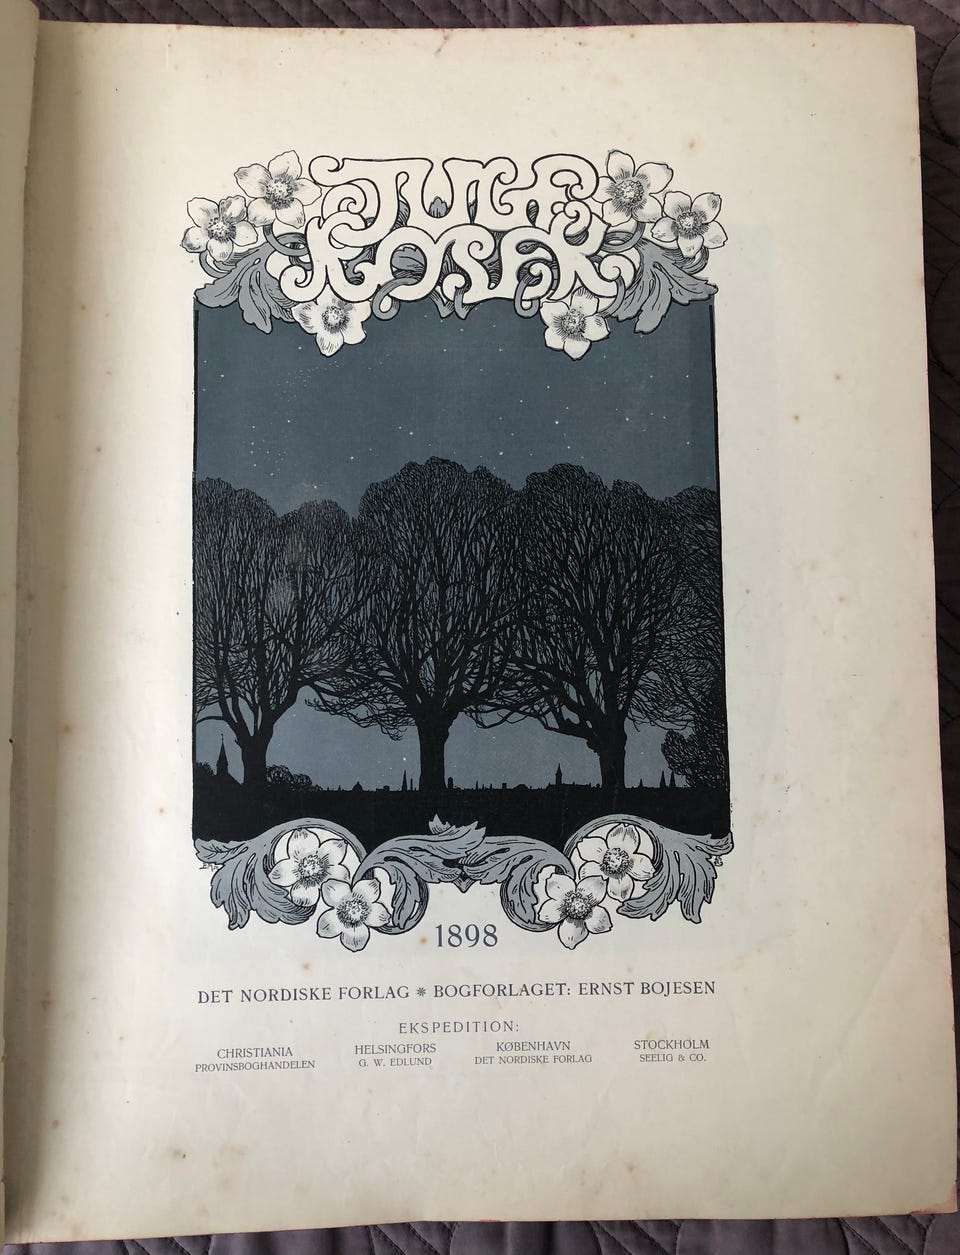 JULE
ROSER
1898
DET NORDISKE FORLAG * BOGFORLAGET: ERNST BOJESEN
EKSPEDITION:
CHRISTIANIA HELSINGFORS KØBENHAVN STOCKHOLM
PROVINSBOGHANDELEN G. W. EDLUND DET NORDISKE FORLAG SEELIG & CO.